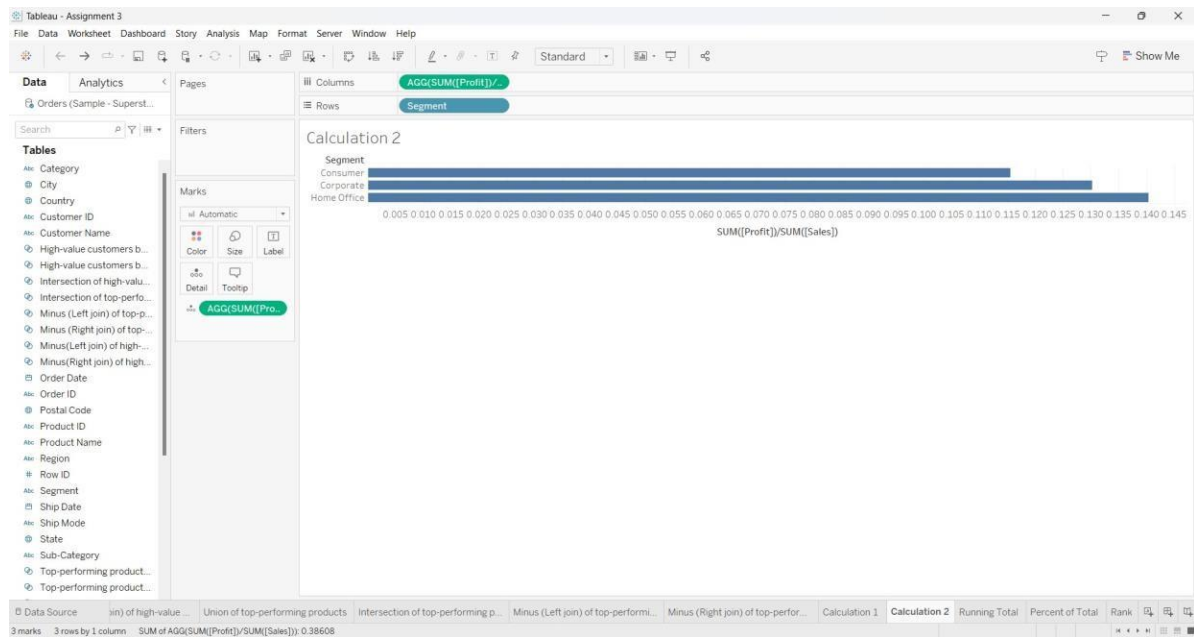 Tableau - Assignment 3
File Data Worksheet Dashboard Story Analysis Map Format Server Window Help
Standard
Show Me
Data Analytics
Pages
Columns AGG(SUM([Profit])/..
Orders (Sample - Superst...
Rows Segment
Search
Filters
Calculation 2
Tables
Segment
Category
Consumer
City
Corporate
Country
Marks
Home Office
Customer ID
Automatic
0.005 0.010 0.015 0.020 0.025 0.030 0.035 0.040 0.045 0.050 0.055 0.060 0.065 0.070 0.075 0.080 0.085 0.090 0.095 0.100 0.105 0.110 0.115 0.120 0.125 0.130 0.135 0.140 0.145
Customer Name
SUM([Profit])/SUM([Sales])
High-value customers b...
Color Size Label
High-value customers b...
Intersection of high-valu...
Detail Tooltip
Intersection of top-perfo...
AGG(SUM([Pro..
Minus (Left join) of top-p...
Minus (Right join) of top-...
Minus(Left join) of high-...
Minus(Right join) of high...
Order Date
Abc Order ID
Postal Code
Abc Product ID
Abc Product Name
Abc Region
# Row ID
Abc Segment
Ship Date
Abc Ship Mode
State
Abc Sub-Category
Top-performing product...
Top-performing product...
Data Source oin) of high-value ... Union of top-performing products Intersection of top-performing p... Minus (Left join) of top-performi... Minus (Right join) of top-perfor... Calculation 1 Calculation 2 Running Total Percent of Total Rank
3 marks 3 rows by 1 column SUM of AGG(SUM([Profit])/SUM([Sales])): 0.38608